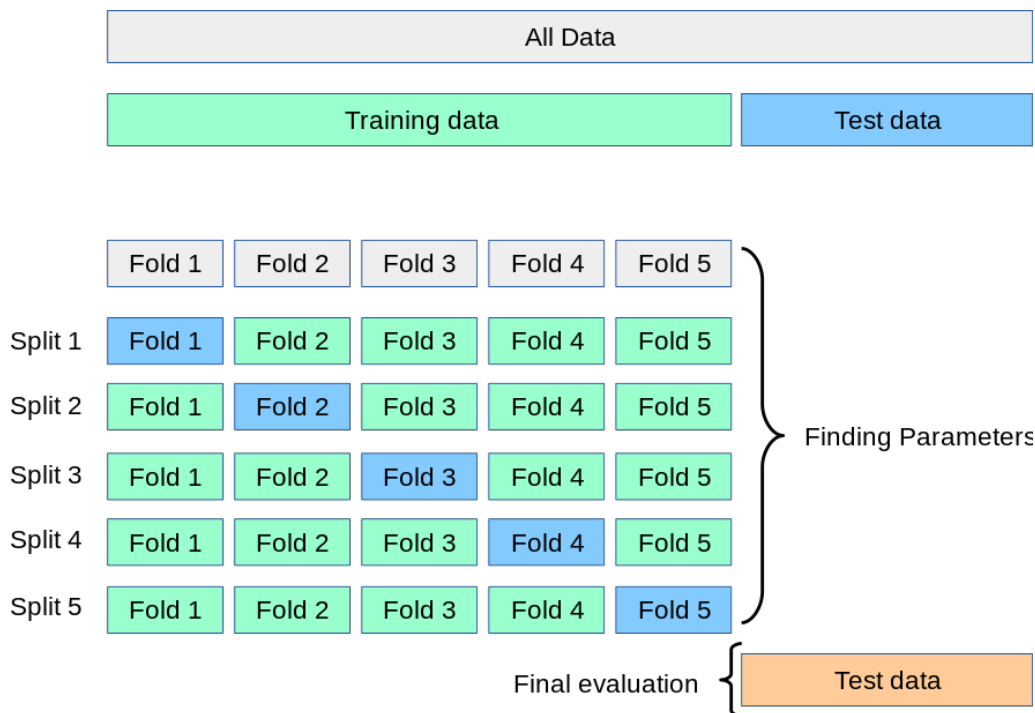 All Data
Training data Test data
Fold 1 Fold 2 Fold 3 Fold 4 Fold 5
Split 1 Fold 1 Fold 2 Fold 3 Fold 4 Fold 5
Split 2 Fold 1 Fold 2 Fold 3 Fold 4 Fold 5
Finding Parameters
Split 3 Fold 1 Fold 2 Fold 3 Fold 4 Fold 5
Split 4 Fold 1 Fold 2 Fold 3 Fold 4 Fold 5
Split 5 Fold 1 Fold 2 Fold 3 Fold 4 Fold 5
Final evaluation Test data